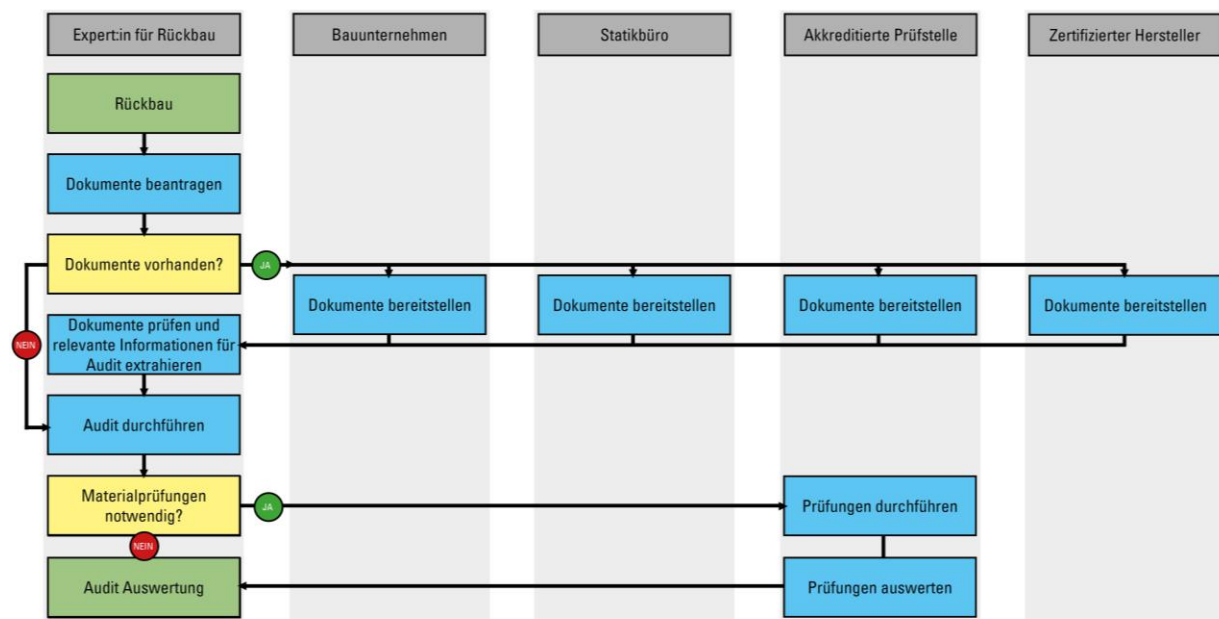 Expert:in für Rückbau
Bauunternehmen
Statikbüro
Akkreditierte Prüfstelle
Zertifizierter Hersteller
Rückbau
Dokumente beantragen
Dokumente vorhanden?
JA
Dokumente bereitstellen
Dokumente bereitstellen
Dokumente bereitstellen
Dokumente bereitstellen
NEIN
Dokumente prüfen und
relevante Informationen für
Audit extrahieren
Audit durchführen
Materialprüfungen
notwendig?
JA
Prüfungen durchführen
NEIN
Audit Auswertung
Prüfungen auswerten